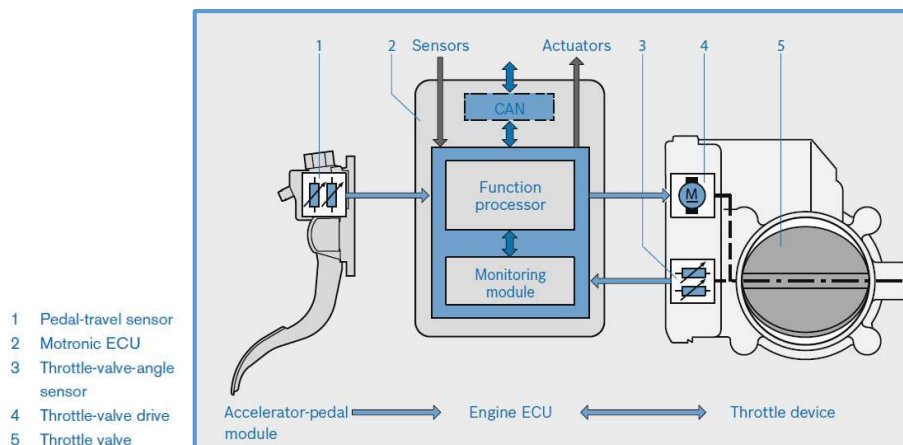 1 2 Sensors Actuators 3 4 5
CAN
Function
processor
M
Monitoring
module
Accelerator-pedal
module
Engine ECU
Throttle device
1 Pedal-travel sensor
2 Motronic ECU
3 Throttle-valve-angle
sensor
4 Throttle-valve drive
5 Throttle valve